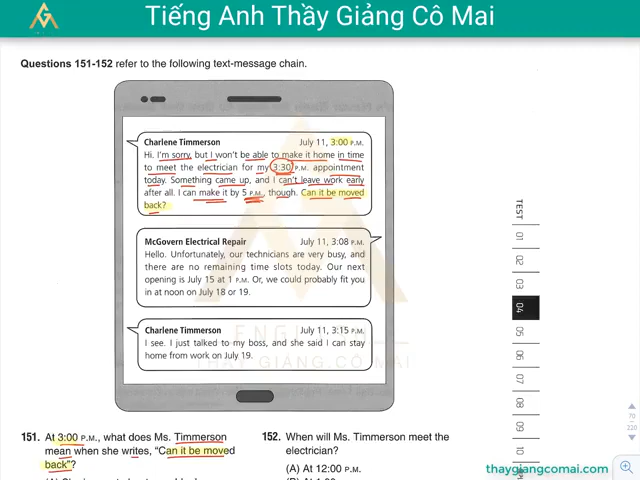 Tiếng Anh Thầy Giảng Cô Mai
Questions 151-152 refer to the following text-message chain.
Charlene Timmerson July 11, 3:00 P.M.
Hi. I'm sorry, but I won't be able to make it home in time
to meet the electrician for my 3:30 P.M. appointment
today. Something came up, and I can't leave work early
after all. I can make it by 5 P.M., though. Can it be moved
back?
McGovern Electrical Repair July 11, 3:08 P.M.
Hello. Unfortunately, our technicians are very busy, and
there are no remaining time slots today. Our next
opening is July 15 at 1 P.M. Or, we could probably fit you
in at noon on July 18 or 19.
Charlene Timmerson July 11, 3:15 P.M.
I see. I just talked to my boss, and she said I can stay
home from work on July 19.
THẦY GIẢNG CÔ MAI
TEST
01
02
03
04
05
06
07
08
09
10
70
220
151. At 3:00 P.M., what does Ms. Timmerson
mean when she writes, "Can it be moved
back"?
152. When will Ms. Timmerson meet the
electrician?
(A) At 12:00 P.M.
thaygiangcomai.com